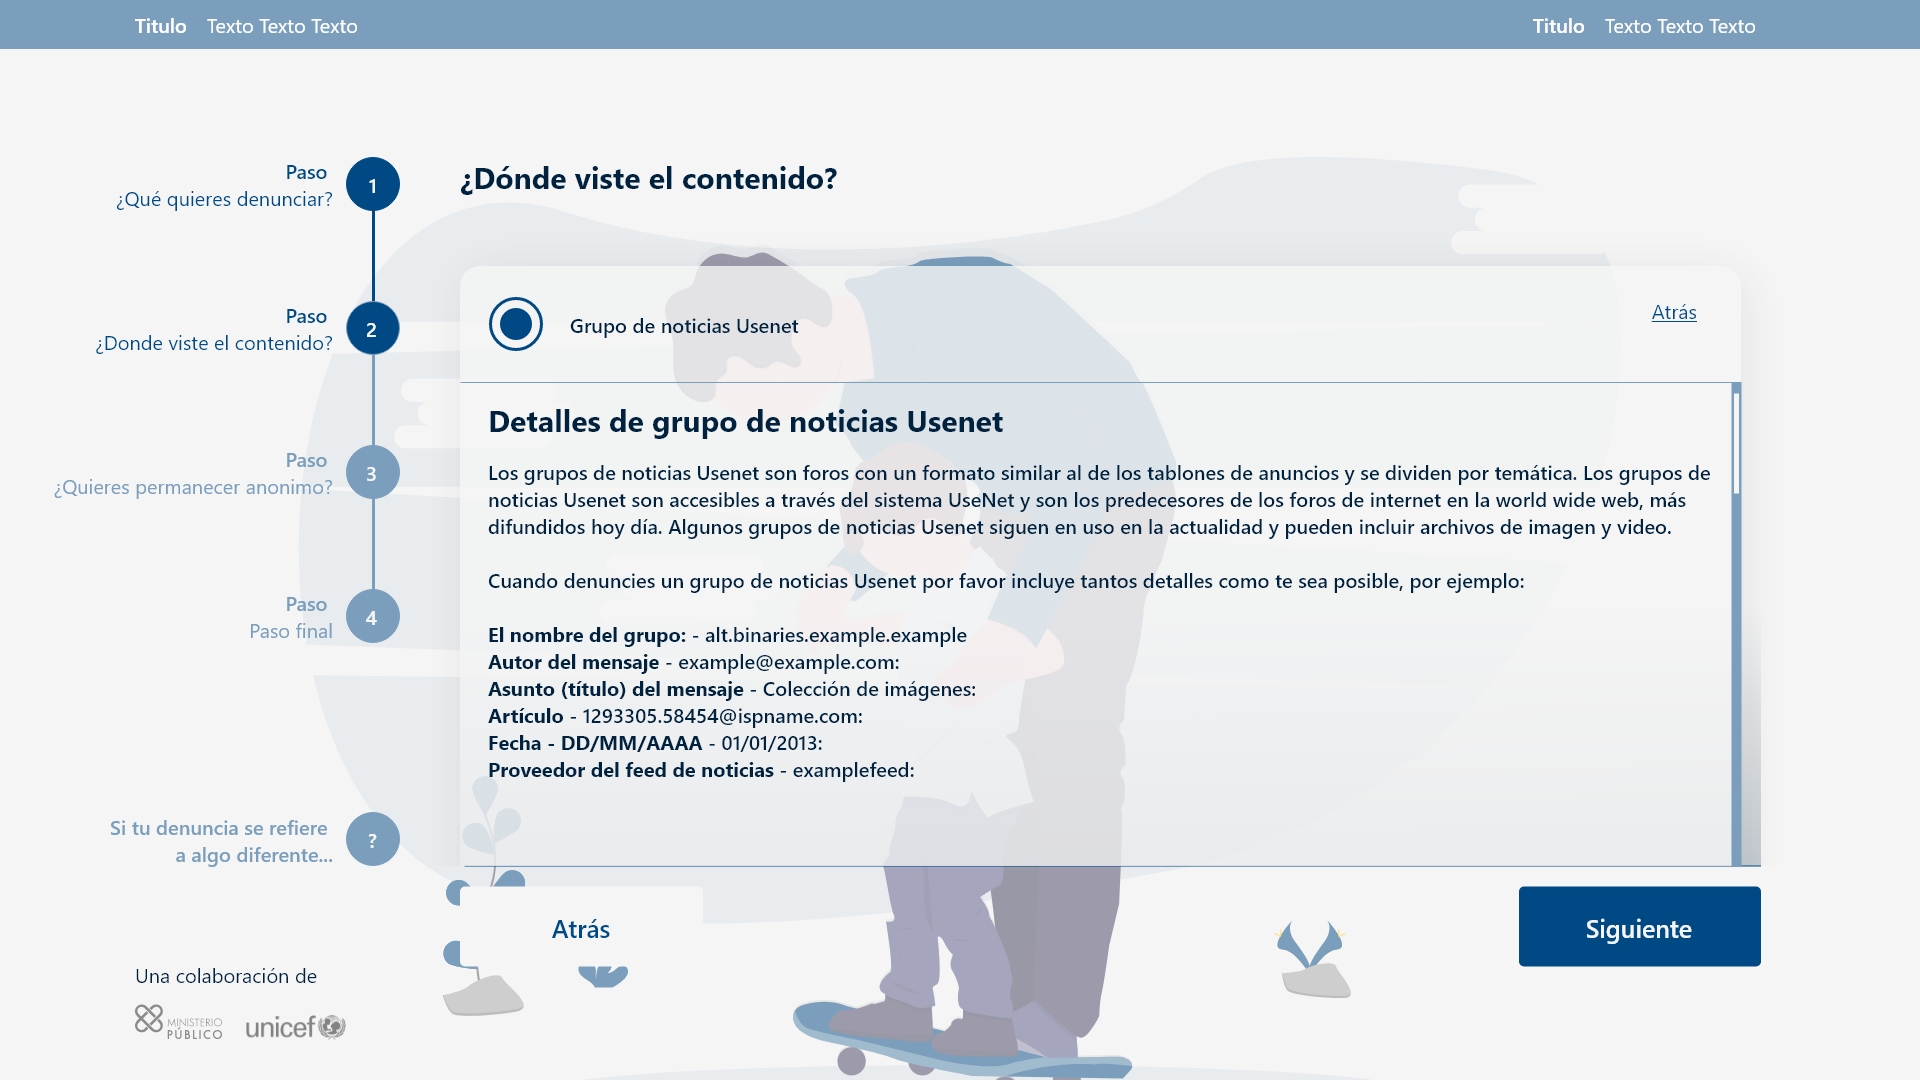 Titulo Texto Texto Texto
Titulo Texto Texto Texto
Paso
¿Qué quieres denunciar?
1
Paso
¿Donde viste el contenido?
2
Paso
¿Quieres permanecer anonimo?
3
Paso
Paso final
4
Si tu denuncia se refiere
a algo diferente...
?
Una colaboración de
MINISTERIO
PÚBLICO
unicef
¿Dónde viste el contenido?
Grupo de noticias Usenet
Atrás
Detalles de grupo de noticias Usenet
Los grupos de noticias Usenet son foros con un formato similar al de los tablones de anuncios y se dividen por temática. Los grupos de
noticias Usenet son accesibles a través del sistema UseNet y son los predecesores de los foros de internet en la world wide web, más
difundidos hoy día. Algunos grupos de noticias Usenet siguen en uso en la actualidad y pueden incluir archivos de imagen y video.
Cuando denuncies un grupo de noticias Usenet por favor incluye tantos detalles como te sea posible, por ejemplo:
El nombre del grupo: - alt.binaries.example.example
Autor del mensaje - example@example.com:
Asunto (título) del mensaje - Colección de imágenes:
Artículo - 1293305.58454@ispname.com:
Fecha - DD/MM/AAAA - 01/01/2013:
Proveedor del feed de noticias - examplefeed:
Atrás
Siguiente